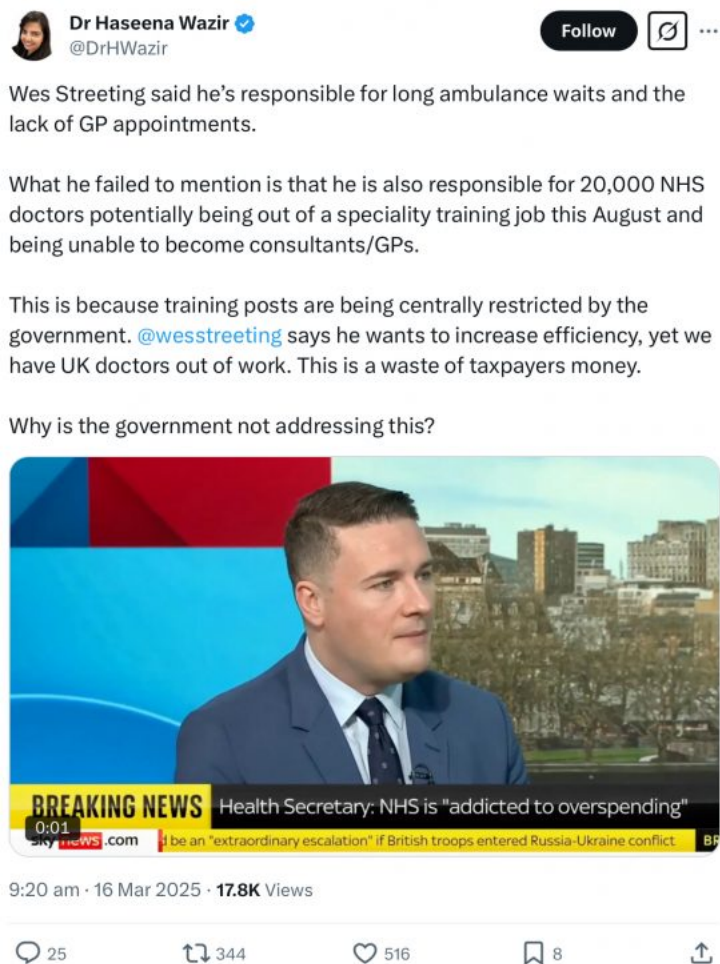 Dr Haseena Wazir
@DrHWazir
Follow
Wes Streeting said he's responsible for long ambulance waits and the
lack of GP appointments.
What he failed to mention is that he is also responsible for 20,000 NHS
doctors potentially being out of a speciality training job this August and
being unable to become consultants/GPs.
This is because training posts are being centrally restricted by the
government. @wesstreeting says he wants to increase efficiency, yet we
have UK doctors out of work. This is a waste of taxpayers money.
Why is the government not addressing this?
BREAKING NEWS
Health Secretary: NHS is "addicted to overspending"
0:01
sky news.com
d be an "extraordinary escalation" if British troops entered Russia-Ukraine conflict
BR
9:20 am · 16 Mar 2025 · 17.8K Views
25 344 516 8